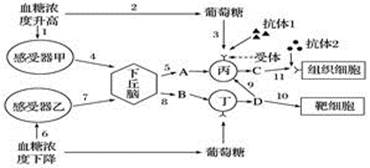 血糖浓
度升高
2
葡萄糖
抗体1
1
3
抗体2
感受器甲
4
受体
下丘脑
5
A
丙
C
11
组织细胞
9
感受器乙
7
8
B
丁
D
10
靶细胞
6
血糖浓
度下降
葡萄糖